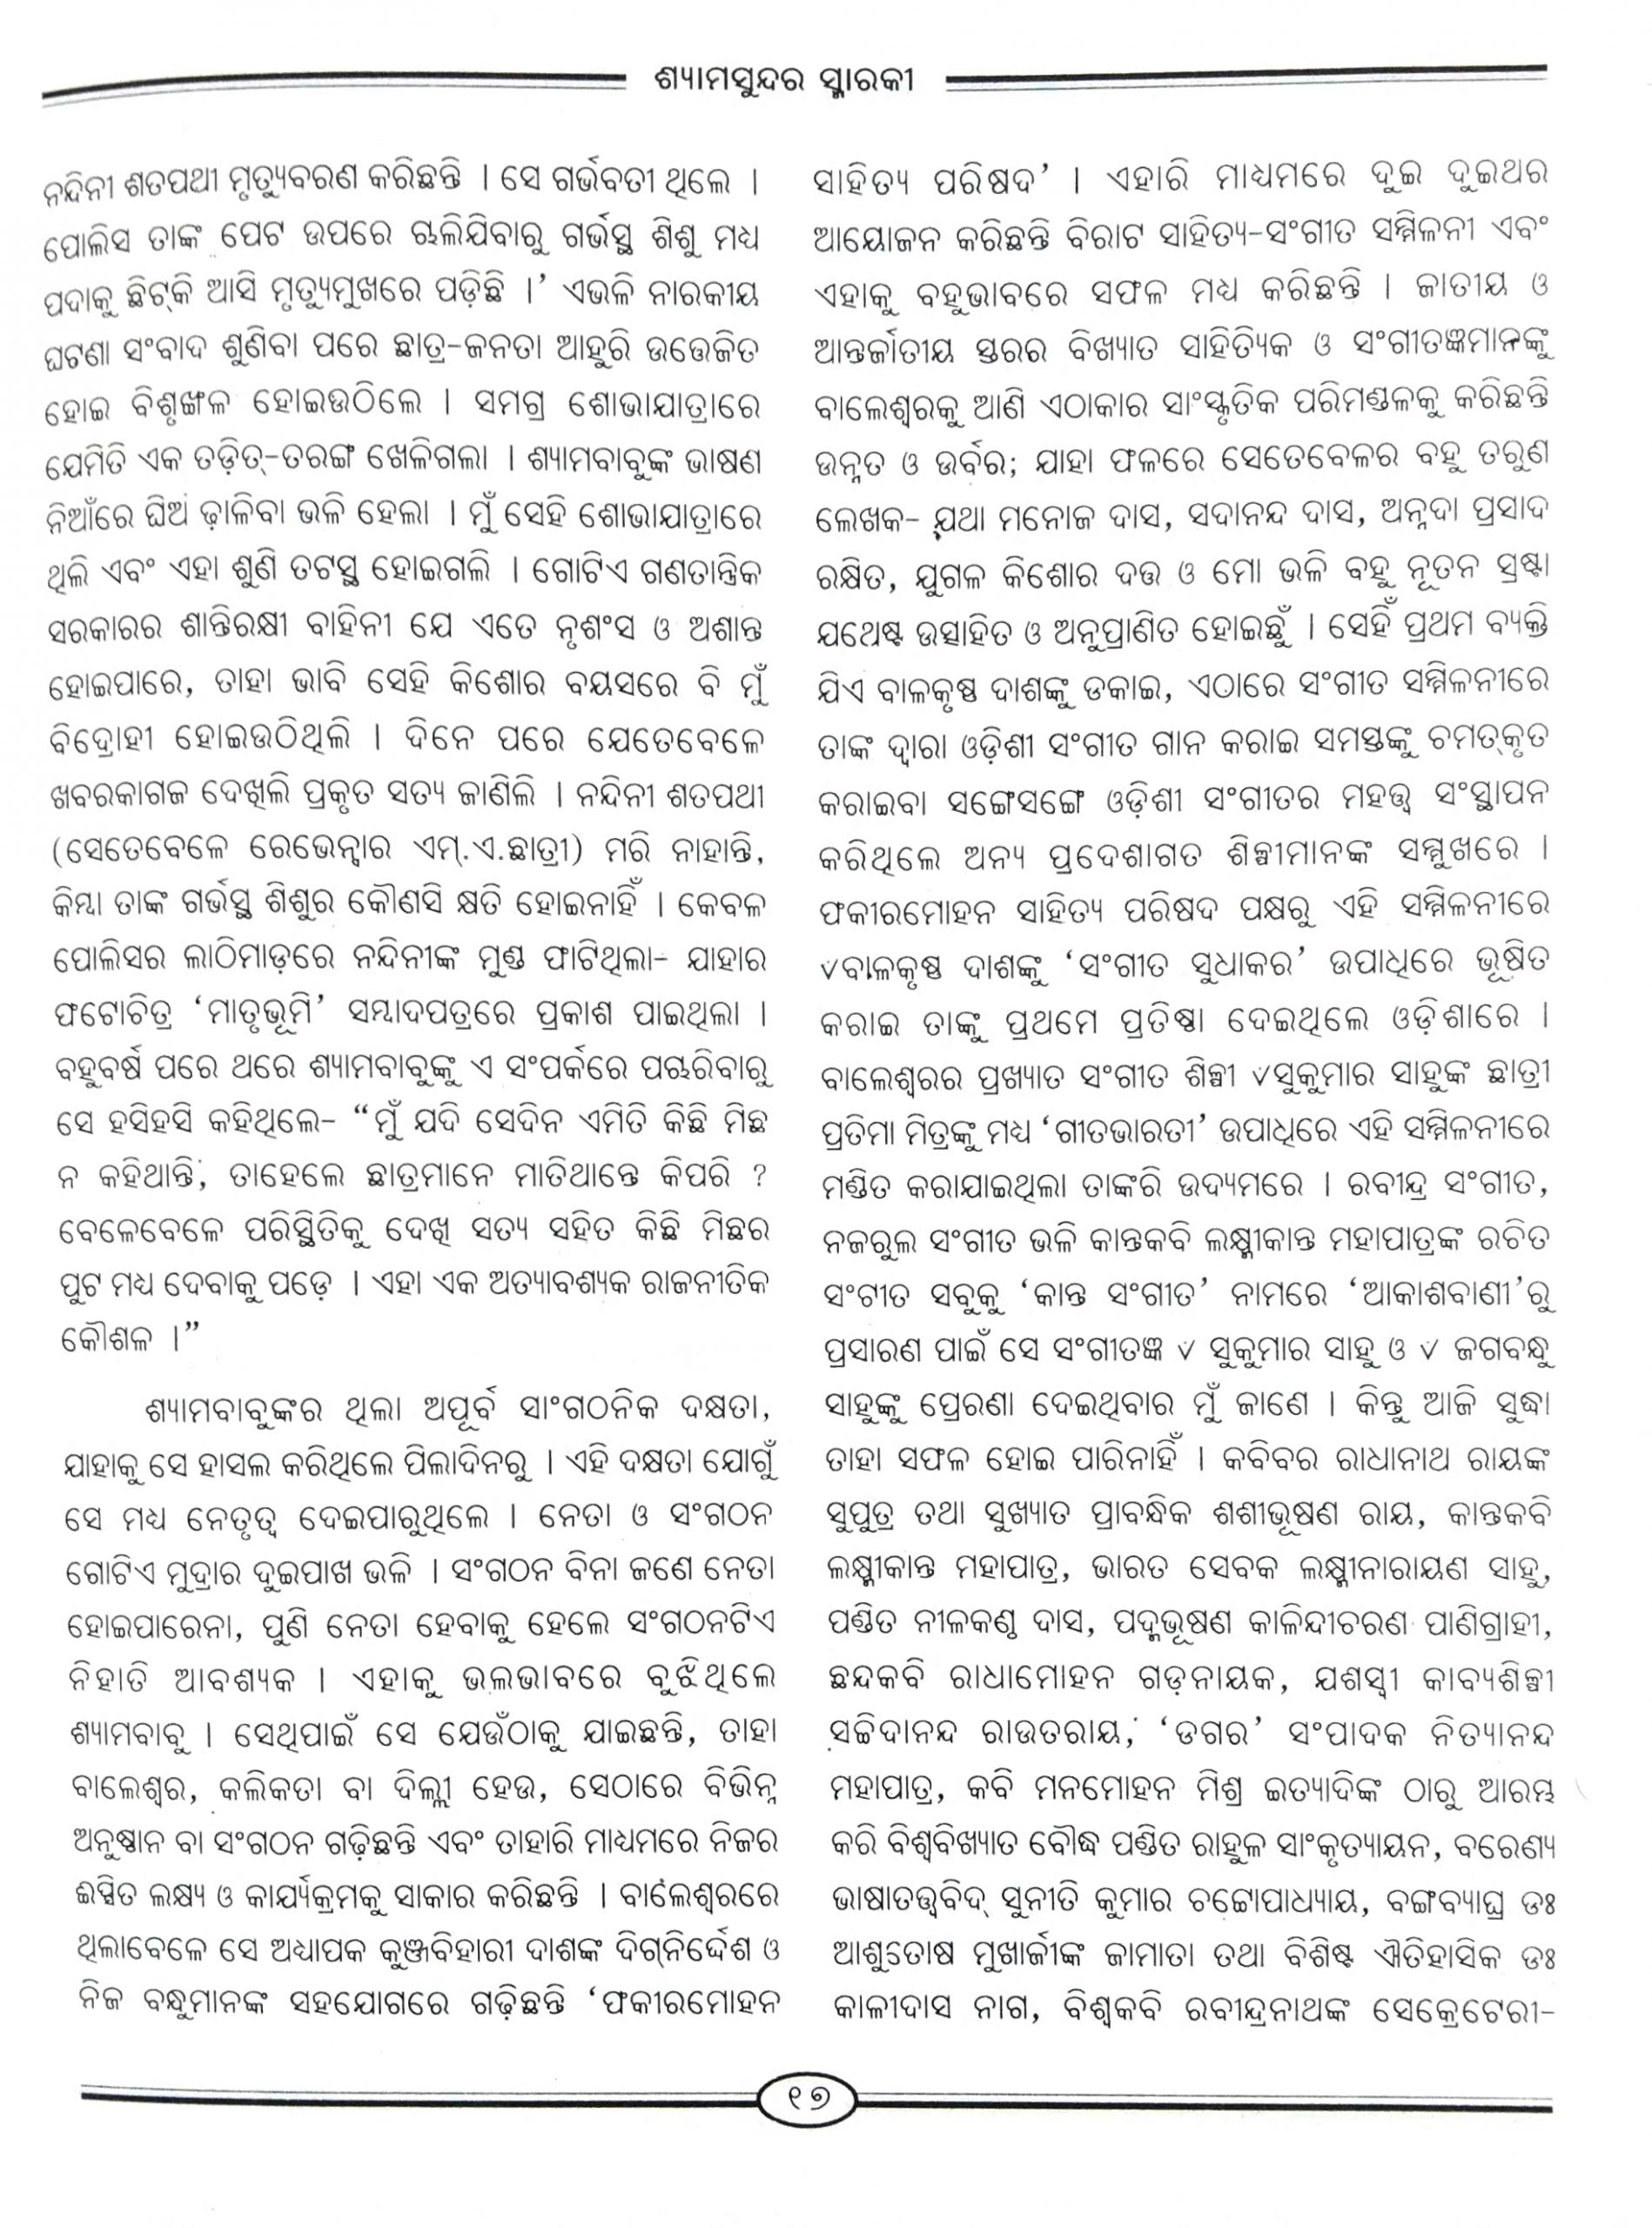 ଶ୍ୟାମସୁନ୍ଦର ସ୍ମାରକୀ
ନନ୍ଦିନୀ ଶତପଥୀ ମୃତ୍ୟୁବରଣ କରିଛନ୍ତି । ସେ ଗର୍ଭବତୀ ଥିଲେ ।
ପୋଲିସ ତାଙ୍କ ପେଟ ଉପରେ ଚାଲିଯିବାରୁ ଗର୍ଭସ୍ଥ ଶିଶୁ ମଧ୍ୟ
ପଦାକୁ ଛିଟ୍‌କି ଆସି ମୃତ୍ୟୁମୁଖରେ ପଡ଼ିଛି ।’ ଏଭଳି ନାରକୀୟ
ଘଟଣା ସଂବାଦ ଶୁଣିବା ପରେ ଛାତ୍ର-ଜନତା ଆହୁରି ଉତ୍ତେଜିତ
ହୋଇ ବିଶୃଙ୍ଖଳ ହୋଇଉଠିଲେ । ସମଗ୍ର ଶୋଭାଯାତ୍ରାରେ
ଯେମିତି ଏକ ତଡ଼ିତ୍-ତରଙ୍ଗ ଖେଳିଗଲା । ଶ୍ୟାମବାବୁଙ୍କ ଭାଷଣ
ନିଆଁରେ ଘିଅ ଢ଼ାଳିବା ଭଳି ହେଲା । ମୁଁ ସେହି ଶୋଭାଯାତ୍ରାରେ
ଥିଲି ଏବଂ ଏହା ଶୁଣି ତଟସ୍ଥ ହୋଇଗଲି । ଗୋଟିଏ ଗଣତାନ୍ତ୍ରିକ
ସରକାରର ଶାନ୍ତିରକ୍ଷୀ ବାହିନୀ ଯେ ଏତେ ନୃଶଂସ ଓ ଅଶାନ୍ତ
ହୋଇପାରେ, ତାହା ଭାବି ସେହି କିଶୋର ବୟସରେ ବି ମୁଁ
ବିଦ୍ରୋହୀ ହୋଇଉଠିଥିଲି । ଦିନେ ପରେ ଯେତେବେଳେ
ଖବରକାଗଜ ଦେଖିଲି ପ୍ରକୃତ ସତ୍ୟ ଜାଣିଲି । ନନ୍ଦିନୀ ଶତପଥୀ
(ସେତେବେଳେ ରେଭେନ୍ସାର ଏମ୍.ଏ.ଛାତ୍ରୀ) ମରି ନାହାନ୍ତି,
କିମ୍ବା ତାଙ୍କ ଗର୍ଭସ୍ଥ ଶିଶୁର କୌଣସି କ୍ଷତି ହୋଇନାହିଁ । କେବଳ
ପୋଲିସର ଲାଠିମାଡ଼ରେ ନନ୍ଦିନୀଙ୍କ ମୁଣ୍ଡ ଫାଟିଥିଲା- ଯାହାର
ଫଟୋଚିତ୍ର ‘ମାତୃଭୂମି’ ସମ୍ବାଦପତ୍ରରେ ପ୍ରକାଶ ପାଇଥିଲା ।
ବହୁବର୍ଷ ପରେ ଥରେ ଶ୍ୟାମବାବୁଙ୍କୁ ଏ ସଂପର୍କରେ ପଚାରିବାରୁ
ସେ ହସିହସି କହିଥିଲେ- “ମୁଁ ଯଦି ସେଦିନ ଏମିତି କିଛି ମିଛ
ନ କହିଥାନ୍ତି, ତାହେଲେ ଛାତ୍ରମାନେ ମାତିଥାନ୍ତେ କିପରି ?
ବେଳେବେଳେ ପରିସ୍ଥିତିକୁ ଦେଖି ସତ୍ୟ ସହିତ କିଛି ମିଛର
ପୁଟ ମଧ୍ୟ ଦେବାକୁ ପଡ଼େ । ଏହା ଏକ ଅତ୍ୟାବଶ୍ୟକ ରାଜନୀତିକ
କୌଶଳ ।”
ଶ୍ୟାମବାବୁଙ୍କର ଥିଲା ଅପୂର୍ବ ସାଂଗଠନିକ ଦକ୍ଷତା,
ଯାହାକୁ ସେ ହାସଲ କରିଥିଲେ ପିଲାଦିନରୁ । ଏହି ଦକ୍ଷତା ଯୋଗୁଁ
ସେ ମଧ୍ୟ ନେତୃତ୍ୱ ଦେଇପାରୁଥିଲେ । ନେତା ଓ ସଂଗଠନ
ଗୋଟିଏ ମୁଦ୍ରାର ଦୁଇପାଖ ଭଳି । ସଂଗଠନ ବିନା ଜଣେ ନେତା
ହୋଇପାରେନା, ପୁଣି ନେତା ହେବାକୁ ହେଲେ ସଂଗଠନଟିଏ
ନିହାତି ଆବଶ୍ୟକ । ଏହାକୁ ଭଲଭାବରେ ବୁଝିଥିଲେ
ଶ୍ୟାମବାବୁ । ସେଥିପାଇଁ ସେ ଯେଉଁଠାକୁ ଯାଇଛନ୍ତି, ତାହା
ବାଲେଶ୍ୱର, କଲିକତା ବା ଦିଲ୍ଲୀ ହେଉ, ସେଠାରେ ବିଭିନ୍ନ
ଅନୁଷ୍ଠାନ ବା ସଂଗଠନ ଗଢ଼ିଛନ୍ତି ଏବଂ ତାହାରି ମାଧ୍ୟମରେ ନିଜର
ଈପ୍ସିତ ଲକ୍ଷ୍ୟ ଓ କାର୍ଯ୍ୟକ୍ରମକୁ ସାକାର କରିଛନ୍ତି । ବାଲେଶ୍ୱରରେ
ଥିଲାବେଳେ ସେ ଅଧ୍ୟାପକ କୁଞ୍ଜବିହାରୀ ଦାଶଙ୍କ ଦିଗ୍‌ନିର୍ଦ୍ଦେଶ ଓ
ନିଜ ବନ୍ଧୁମାନଙ୍କ ସହଯୋଗରେ ଗଢ଼ିଛନ୍ତି ‘ଫକୀରମୋହନ
ସାହିତ୍ୟ ପରିଷଦ’ । ଏହାରି ମାଧ୍ୟମରେ ଦୁଇ ଦୁଇଥର
ଆୟୋଜନ କରିଛନ୍ତି ବିରାଟ ସାହିତ୍ୟ-ସଂଗୀତ ସମ୍ମିଳନୀ ଏବଂ
ଏହାକୁ ବହୁଭାବରେ ସଫଳ ମଧ୍ୟ କରିଛନ୍ତି । ଜାତୀୟ ଓ
ଆନ୍ତର୍ଜାତୀୟ ସ୍ତରର ବିଖ୍ୟାତ ସାହିତ୍ୟିକ ଓ ସଂଗୀତଜ୍ଞମାନଙ୍କୁ
ବାଲେଶ୍ୱରକୁ ଆଣି ଏଠାକାର ସାଂସ୍କୃତିକ ପରିମଣ୍ଡଳକୁ କରିଛନ୍ତି
ଉନ୍ନତ ଓ ଉର୍ବର; ଯାହା ଫଳରେ ସେତେବେଳର ବହୁ ତରୁଣ
ଲେଖକ- ଯଥା ମନୋଜ ଦାସ, ସଦାନନ୍ଦ ଦାସ, ଅନ୍ନଦା ପ୍ରସାଦ
ରକ୍ଷିତ, ଯୁଗଳ କିଶୋର ଦତ୍ତ ଓ ମୋ ଭଳି ବହୁ ନୂତନ ସ୍ରଷ୍ଟା
ଯଥେଷ୍ଟ ଉତ୍ସାହିତ ଓ ଅନୁପ୍ରାଣିତ ହୋଇଛୁଁ । ସେହିଁ ପ୍ରଥମ ବ୍ୟକ୍ତି
ଯିଏ ବାଳକୃଷ୍ଣ ଦାଶଙ୍କୁ ଡକାଇ, ଏଠାରେ ସଂଗୀତ ସମ୍ମିଳନୀରେ
ତାଙ୍କ ଦ୍ୱାରା ଓଡ଼ିଶୀ ସଂଗୀତ ଗାନ କରାଇ ସମସ୍ତଙ୍କୁ ଚମତ୍‌କୃତ
କରାଇବା ସଙ୍ଗେସଙ୍ଗେ ଓଡ଼ିଶୀ ସଂଗୀତର ମହତ୍ତ୍ୱ ସଂସ୍ଥାପନ
କରିଥିଲେ ଅନ୍ୟ ପ୍ରଦେଶାଗତ ଶିଳ୍ପୀମାନଙ୍କ ସମ୍ମୁଖରେ ।
ଫକୀରମୋହନ ସାହିତ୍ୟ ପରିଷଦ ପକ୍ଷରୁ ଏହି ସମ୍ମିଳନୀରେ
୰ବାଳକୃଷ୍ଣ ଦାଶଙ୍କୁ ‘ସଂଗୀତ ସୁଧାକର’ ଉପାଧିରେ ଭୂଷିତ
କରାଇ ତାଙ୍କୁ ପ୍ରଥମେ ପ୍ରତିଷ୍ଠା ଦେଇଥିଲେ ଓଡ଼ିଶାରେ ।
ବାଲେଶ୍ୱରର ପ୍ରଖ୍ୟାତ ସଂଗୀତ ଶିଳ୍ପୀ ୰ସୁକୁମାର ସାହୁଙ୍କ ଛାତ୍ରୀ
ପ୍ରତିମା ମିତ୍ରଙ୍କୁ ମଧ୍ୟ ‘ଗୀତଭାରତୀ’ ଉପାଧିରେ ଏହି ସମ୍ମିଳନୀରେ
ମଣ୍ଡିତ କରାଯାଇଥିଲା ତାଙ୍କରି ଉଦ୍ୟମରେ । ରବୀନ୍ଦ୍ର ସଂଗୀତ,
ନଜରୁଲ ସଂଗୀତ ଭଳି କାନ୍ତକବି ଲକ୍ଷ୍ମୀକାନ୍ତ ମହାପାତ୍ରଙ୍କ ରଚିତ
ସଂଗୀତ ସବୁକୁ ‘କାନ୍ତ ସଂଗୀତ’ ନାମରେ ‘ଆକାଶବାଣୀ’ରୁ
ପ୍ରସାରଣ ପାଇଁ ସେ ସଂଗୀତଜ୍ଞ ୰ ସୁକୁମାର ସାହୁ ଓ ୰ ଜଗବନ୍ଧୁ
ସାହୁଙ୍କୁ ପ୍ରେରଣା ଦେଇଥିବାର ମୁଁ ଜାଣେ । କିନ୍ତୁ ଆଜି ସୁଦ୍ଧା
ତାହା ସଫଳ ହୋଇ ପାରିନାହିଁ । କବିବର ରାଧାନାଥ ରାୟଙ୍କ
ସୁପୁତ୍ର ତଥା ସୁଖ୍ୟାତ ପ୍ରାବନ୍ଧିକ ଶଶୀଭୂଷଣ ରାୟ, କାନ୍ତକବି
ଲକ୍ଷ୍ମୀକାନ୍ତ ମହାପାତ୍ର, ଭାରତ ସେବକ ଲକ୍ଷ୍ମୀନାରାୟଣ ସାହୁ,
ପଣ୍ଡିତ ନୀଳକଣ୍ଠ ଦାସ, ପଦ୍ମଭୂଷଣ କାଳିନ୍ଦୀଚରଣ ପାଣିଗ୍ରାହୀ,
ଛନ୍ଦକବି ରାଧାମୋହନ ଗଡ଼ନାୟକ, ଯଶସ୍ୱୀ କାବ୍ୟଶିଳ୍ପୀ
ସଚ୍ଚିଦାନନ୍ଦ ରାଉତରାୟ, ‘ଡଗର’ ସଂପାଦକ ନିତ୍ୟାନନ୍ଦ
ମହାପାତ୍ର, କବି ମନମୋହନ ମିଶ୍ର ଇତ୍ୟାଦିଙ୍କ ଠାରୁ ଆରମ୍ଭ
କରି ବିଶ୍ୱବିଖ୍ୟାତ ବୌଦ୍ଧ ପଣ୍ଡିତ ରାହୁଳ ସାଂକୃତ୍ୟାୟନ, ବରେଣ୍ୟ
ଭାଷାତତ୍ତ୍ୱବିଦ୍ ସୁନୀତି କୁମାର ଚଟ୍ଟୋପାଧ୍ୟାୟ, ବଙ୍ଗବ୍ୟାଘ୍ର ଡଃ
ଆଶୁତୋଷ ମୁଖାର୍ଜୀଙ୍କ ଜାମାତା ତଥା ବିଶିଷ୍ଟ ଐତିହାସିକ ଡଃ
କାଳୀଦାସ ନାଗ, ବିଶ୍ୱକବି ରବୀନ୍ଦ୍ରନାଥଙ୍କ ସେକ୍ରେଟେରୀ-
୧୭